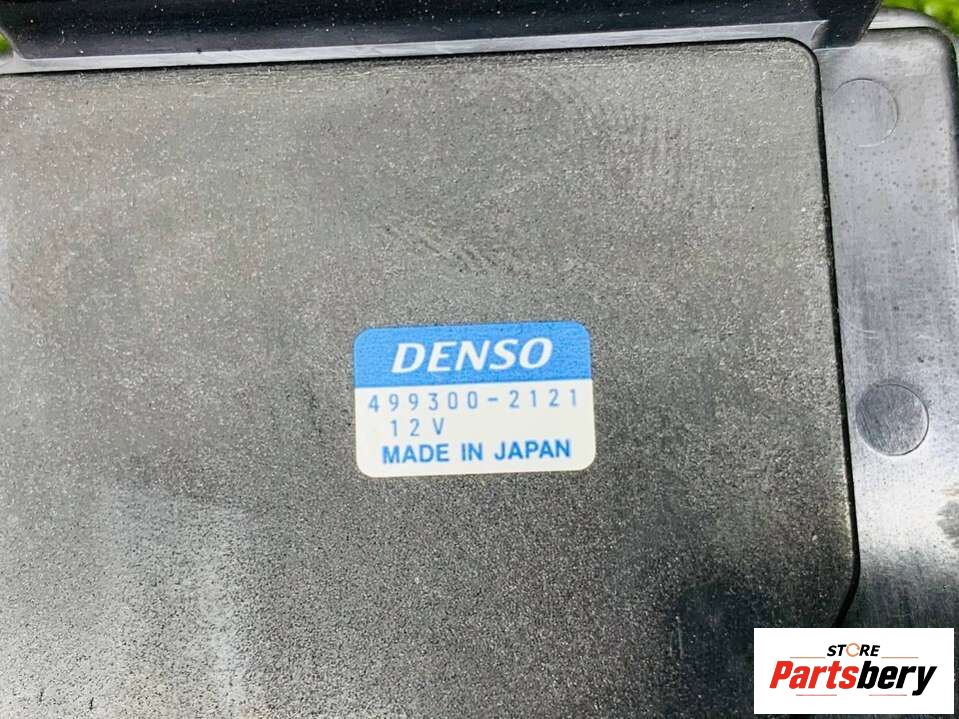 DENSO
499300-2121
12V
MADE IN JAPAN
STORE
Partsbery